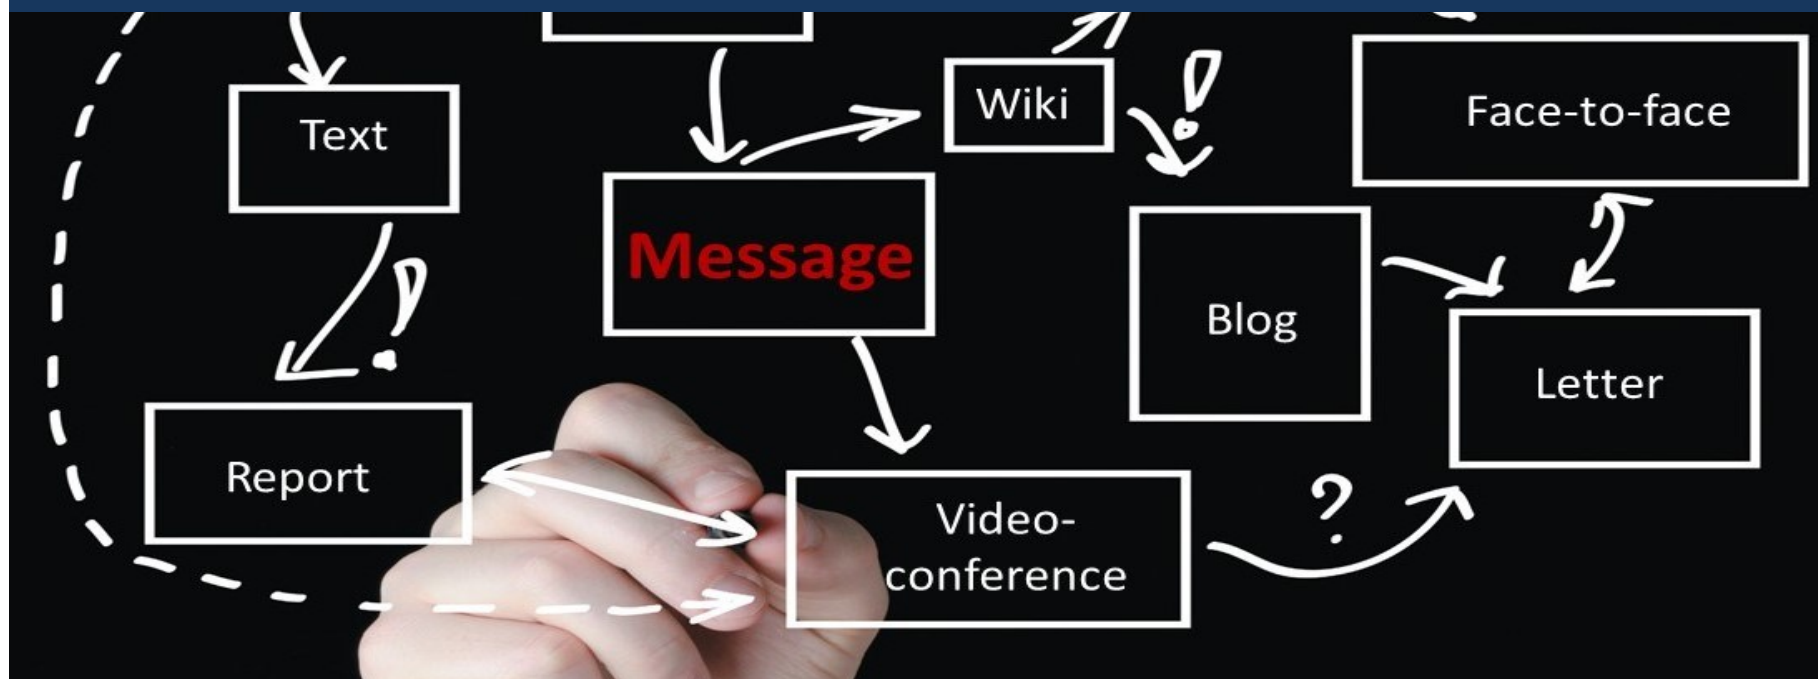 Text
Wiki
Face-to-face
Message
!
Blog
!
Letter
Report
Video-
conference
?